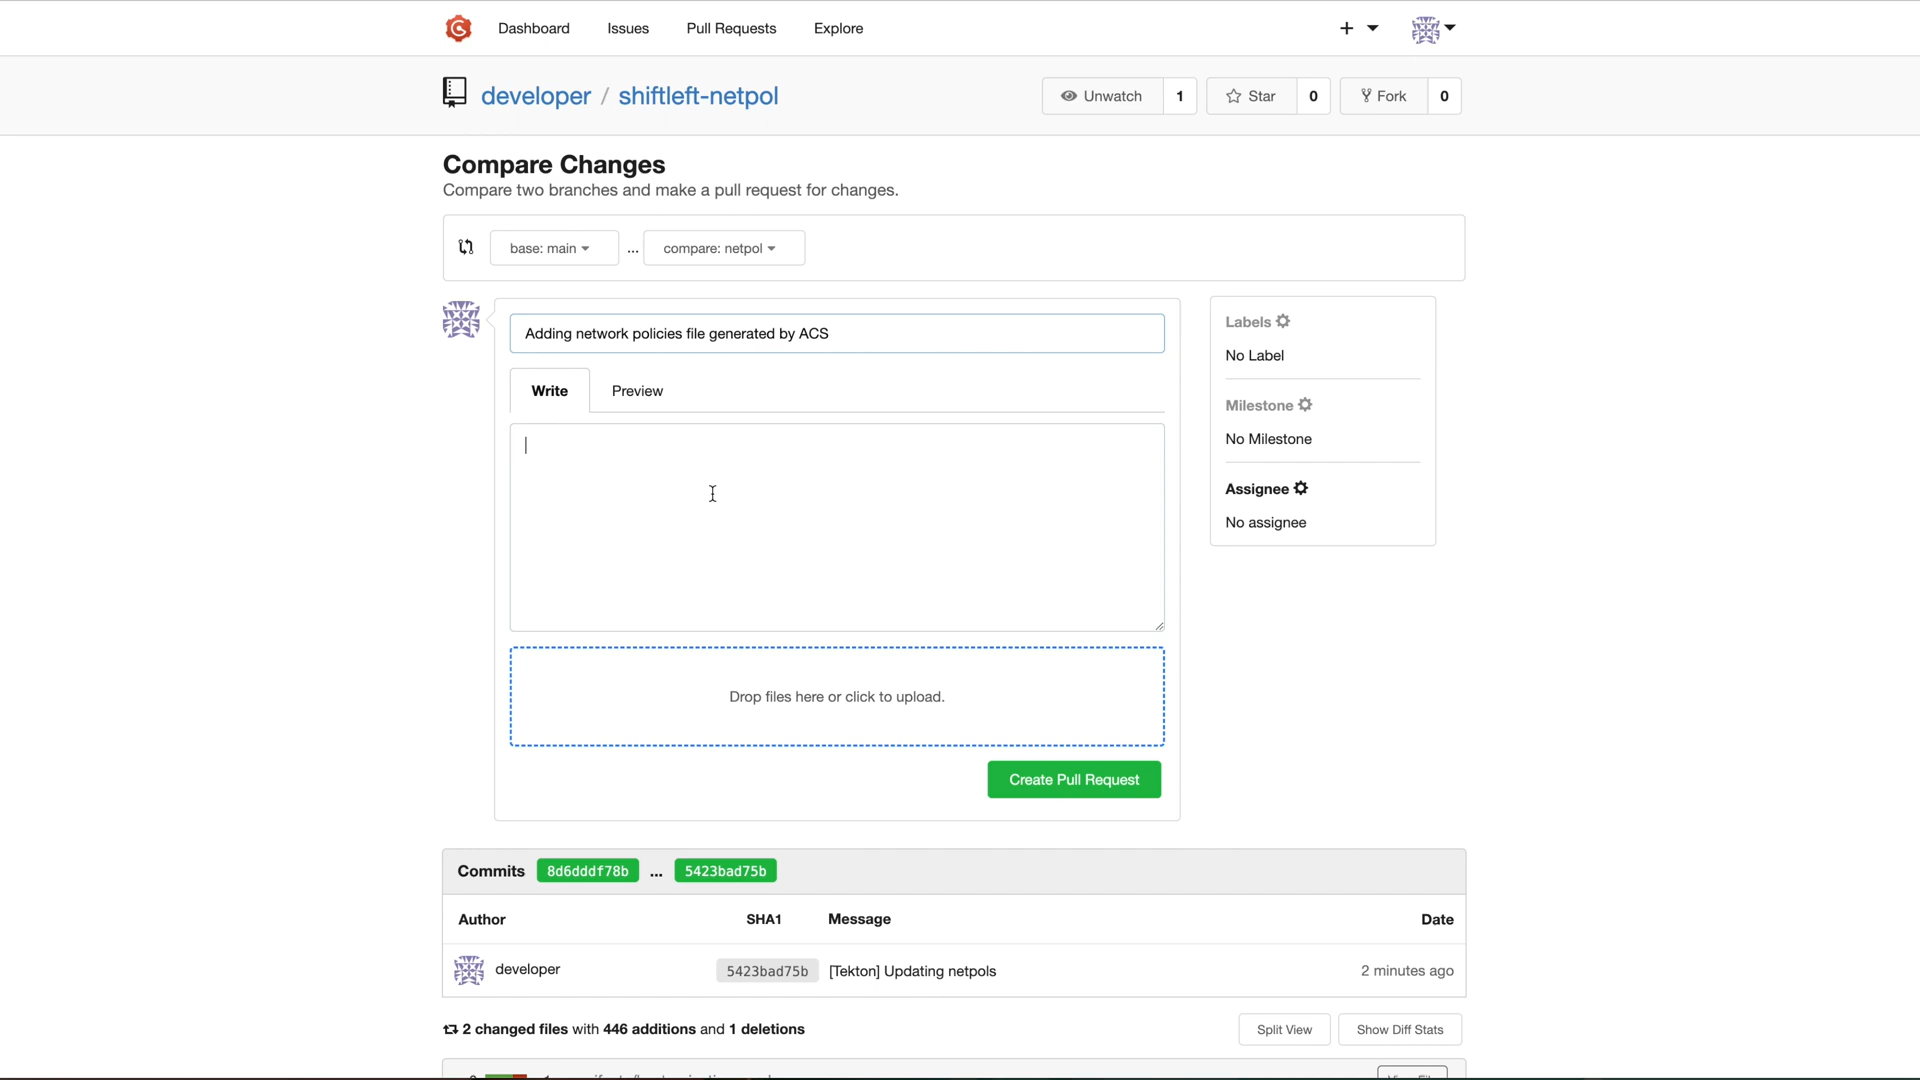 Dashboard Issues Pull Requests Explore
developer / shiftleft-netpol Unwatch 1 Star 0 Fork 0
Compare Changes
Compare two branches and make a pull request for changes.
base: main ... compare: netpol
Adding network policies file generated by ACS
Write Preview
Drop files here or click to upload.
Create Pull Request
Labels
No Label
Milestone
No Milestone
Assignee
No assignee
Commits 8d6dddf78b ... 5423bad75b
Author SHA1 Message Date
developer 5423bad75b [Tekton] Updating netpols 2 minutes ago
2 changed files with 446 additions and 1 deletions Split View Show Diff Stats